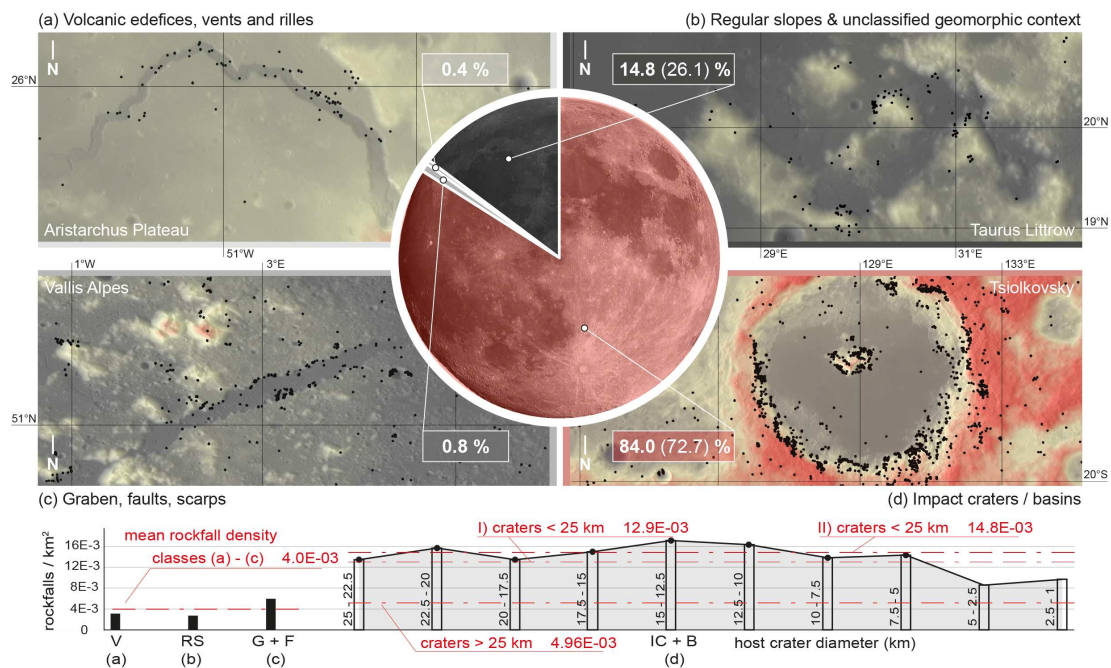 (a) Volcanic edefices, vents and rilles
(b) Regular slopes & unclassified geomorphic context
N
0.4 %
N
14.8 (26.1) %
26°N
20°N
Aristarchus Plateau
Taurus Littrow
19°N
51°W
29°E
31°E
1°W
3°E
129°E
133°E
Vallis Alpes
Tsiolkovsky
51°N
N
0.8 %
N
84.0 (72.7) %
20°S
(c) Graben, faults, scarps
(d) Impact craters / basins
rockfalls / km²
mean rockfall density
classes (a) - (c) 4.0E-03
I) craters < 25 km 12.9E-03
II) craters < 25 km 14.8E-03
16E-3
12E-3
8E-3
4E-3
0
25 - 22.5
22.5 - 20
20 - 17.5
17.5 - 15
15 - 12.5
12.5 - 10
10 - 7.5
7.5 - 5
5 - 2.5
2.5 - 1
craters > 25 km 4.96E-03
V
RS
G + F
IC + B
host crater diameter (km)
(a)
(b)
(c)
(d)